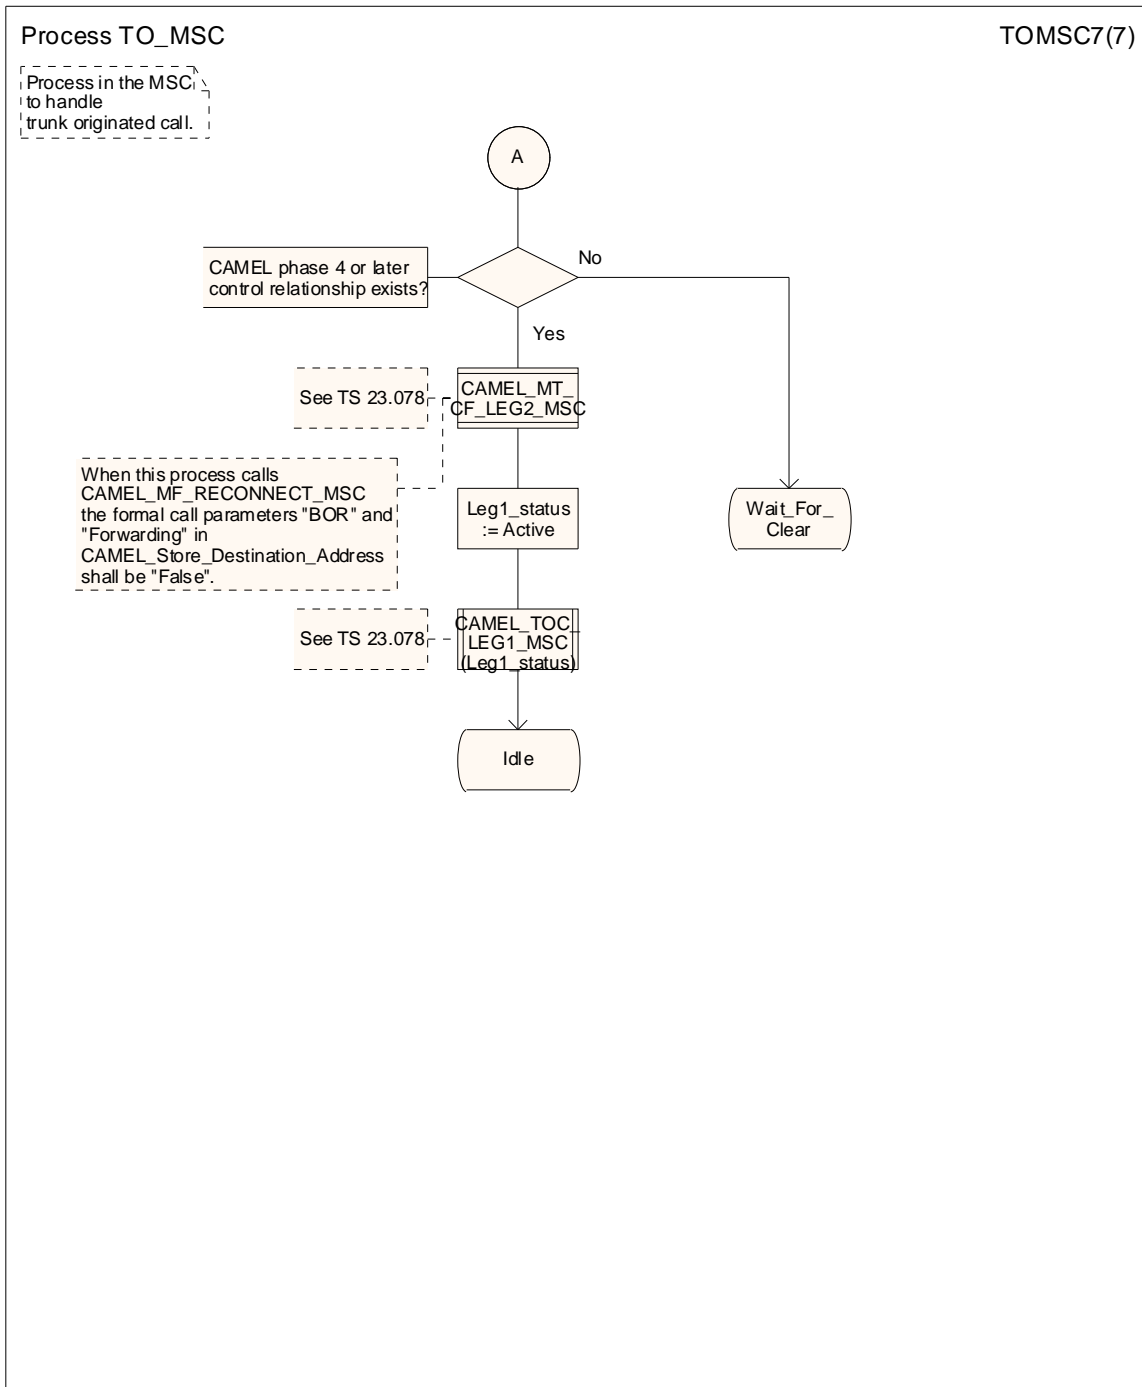 Process TO_MSC
TOMSC7(7)
Process in the MSC
to handle
trunk originated call.
A
CAMEL phase 4 or later
control relationship exists?
No
Yes
See TS 23.078
CAMEL_MT_
CF_LEG2_MSC
When this process calls
CAMEL_MF_RECONNECT_MSC
the formal call parameters "BOR" and
"Forwarding" in
CAMEL_Store_Destination_Address
shall be "False".
Leg1_status
:= Active
Wait_For_
Clear
See TS 23.078
CAMEL_TOC_
LEG1_MSC
(Leg1_status)
Idle